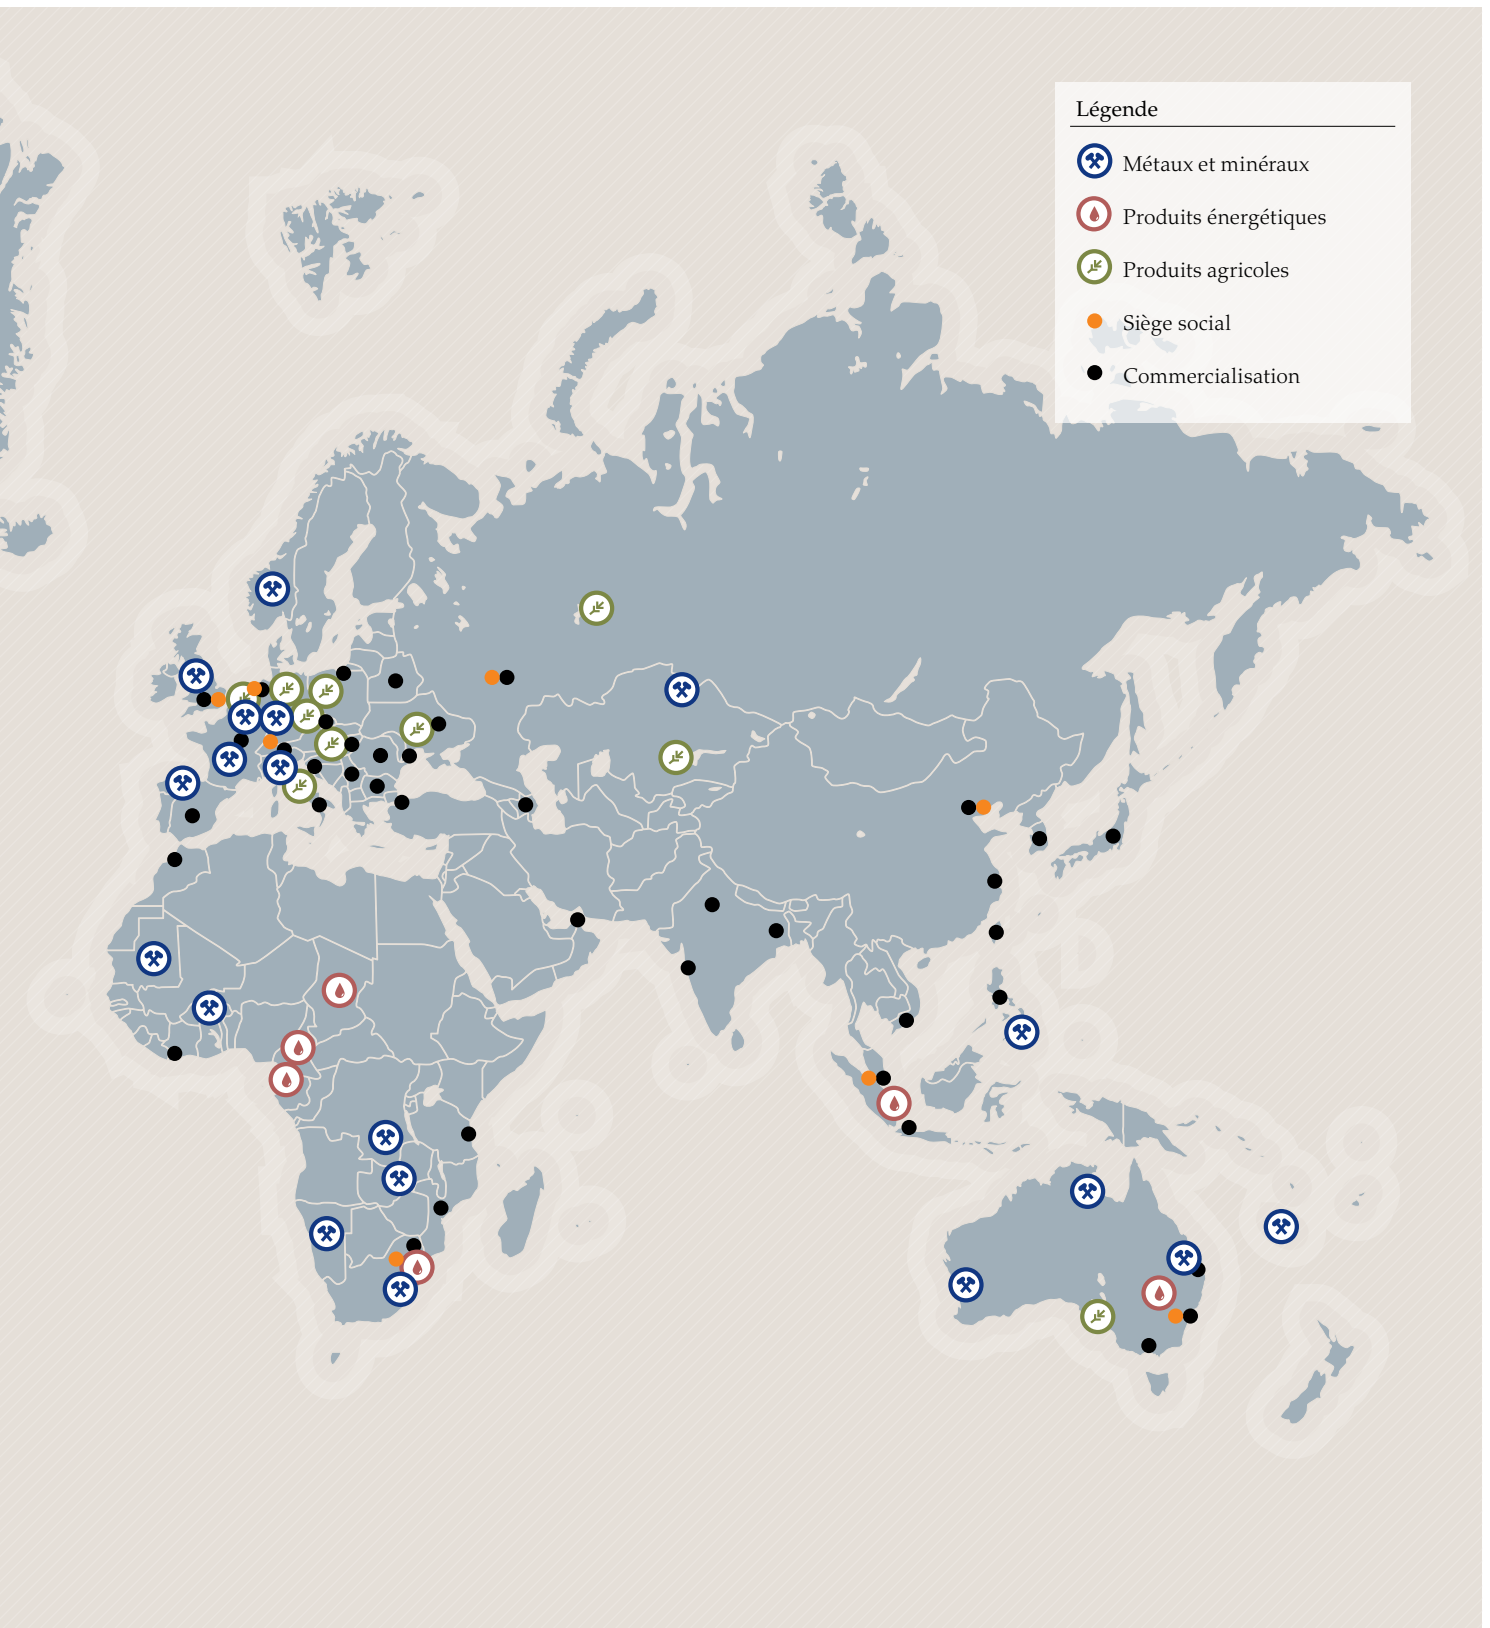 Légende
Métaux et minéraux
Produits énergétiques
Produits agricoles
Siège social
Commercialisation